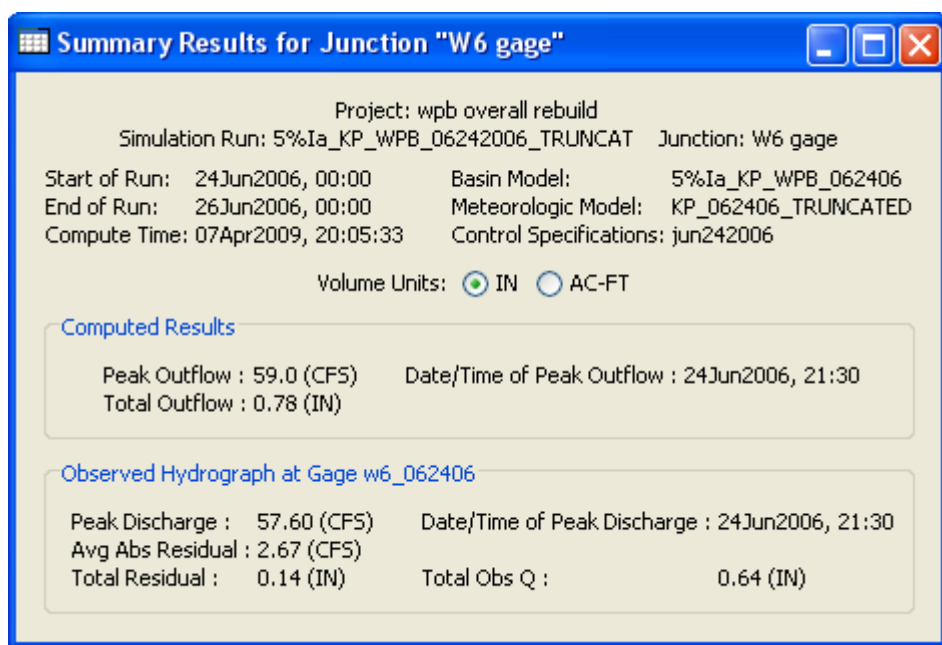 Summary Results for Junction "W6 gage"
Project: wpb overall rebuild
Simulation Run: 5%Ia_KP_WPB_06242006_TRUNCAT Junction: W6 gage
Start of Run: 24Jun2006, 00:00 Basin Model: 5%Ia_KP_WPB_062406
End of Run: 26Jun2006, 00:00 Meteorologic Model: KP_062406_TRUNCATED
Compute Time: 07Apr2009, 20:05:33 Control Specifications: jun242006
Volume Units: IN AC-FT
Computed Results
Peak Outflow : 59.0 (CFS) Date/Time of Peak Outflow : 24Jun2006, 21:30
Total Outflow : 0.78 (IN)
Observed Hydrograph at Gage w6_062406
Peak Discharge : 57.60 (CFS) Date/Time of Peak Discharge : 24Jun2006, 21:30
Avg Abs Residual : 2.67 (CFS)
Total Residual : 0.14 (IN) Total Obs Q : 0.64 (IN)